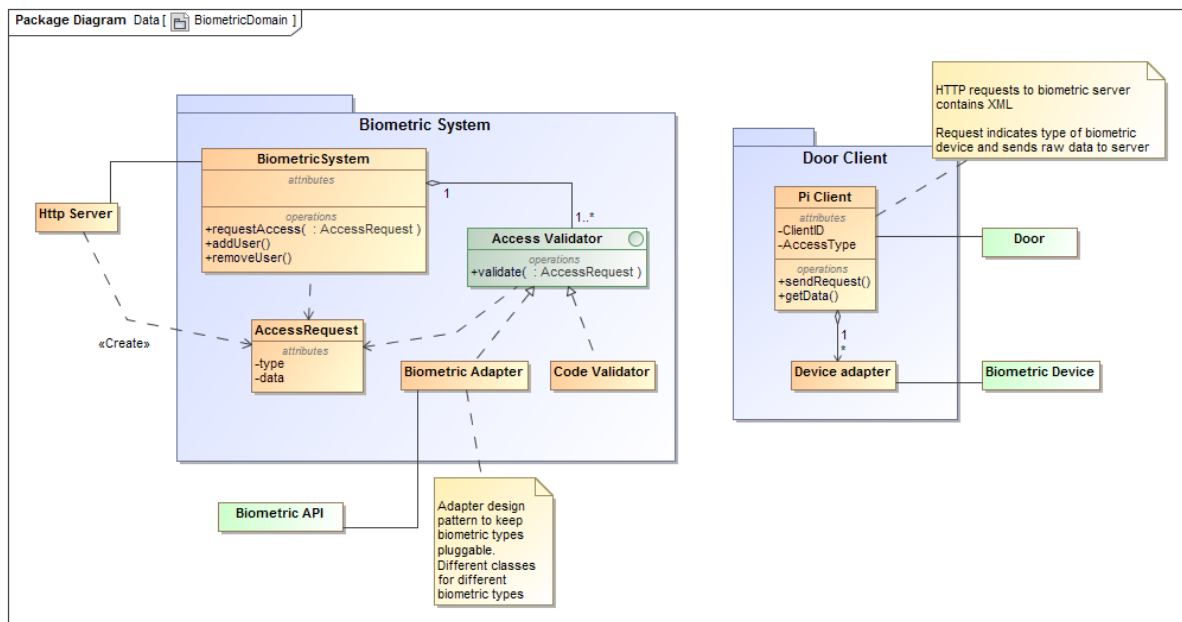 Package Diagram Data [ BiometricDomain ]
Biometric System
BiometricSystem
attributes
operations
+requestAccess( : AccessRequest )
+addUser()
+removeUser()
1
1..*
Http Server
Access Validator
operations
+validate( : AccessRequest )
«Create»
AccessRequest
attributes
-type
-data
Biometric Adapter
Code Validator
Biometric API
Adapter design
pattern to keep
biometric types
pluggable.
Different classes
for different
biometric types
HTTP requests to biometric server
contains XML
Request indicates type of biometric
device and sends raw data to server
Door Client
Pi Client
attributes
-ClientID
-AccessType
operations
+sendRequest()
+getData()
Door
1
*
Device adapter
Biometric Device